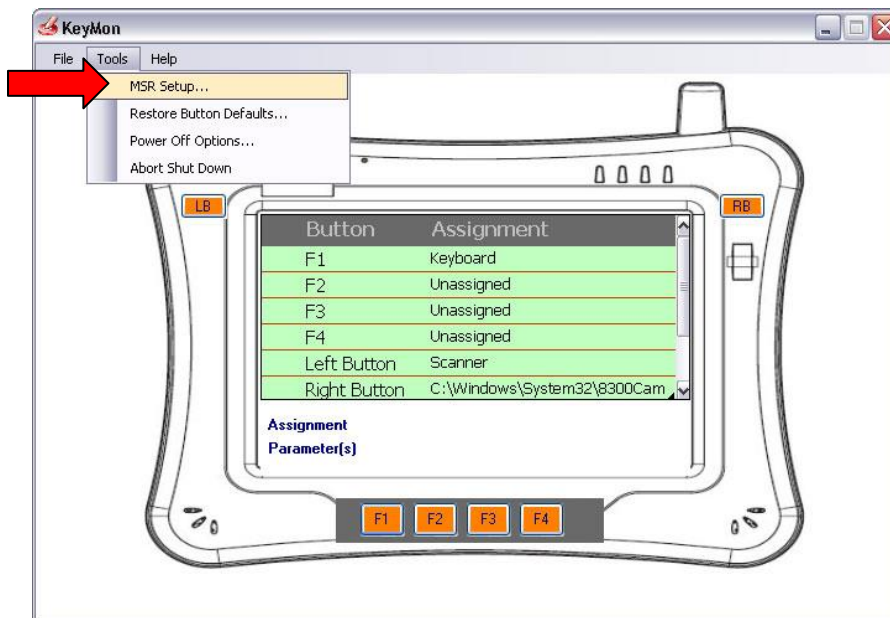 KeyMon
File Tools Help
MSR Setup...
Restore Button Defaults...
Power Off Options...
Abort Shut Down
LB
RB
Button Assignment
F1 Keyboard
F2 Unassigned
F3 Unassigned
F4 Unassigned
Left Button Scanner
Right Button C:\Windows\System32\8300Cam
Assignment
Parameter(s)
F1 F2 F3 F4